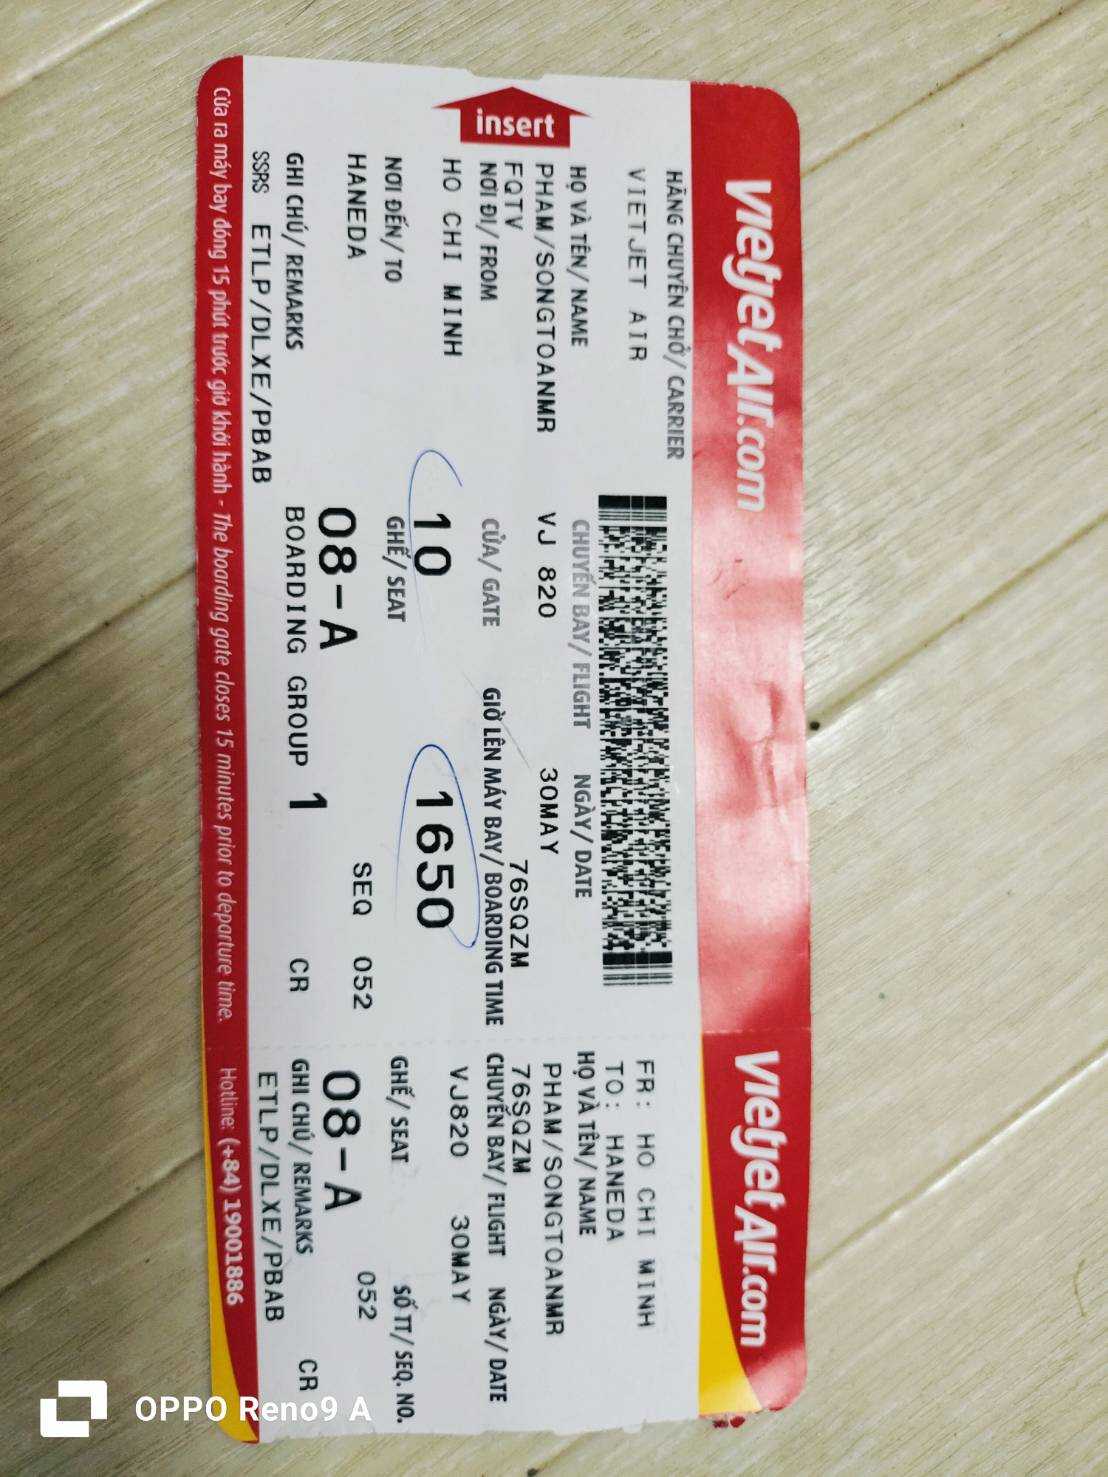 vietjetAir.com
HÃNG CHUYÊN CHỞ/ CARRIER
VIETJET AIR
HỌ VÀ TÊN/ NAME
CHUYẾN BAY/ FLIGHT
NGÀY/ DATE
PHAM/SONGTOANMR
VJ 820
30MAY
FQTV
76SQZM
NƠI ĐI/ FROM
CỬA/ GATE
GIỜ LÊN MÁY BAY/ BOARDING TIME
HO CHI MINH
10
1650
NƠI ĐẾN/ TO
GHẾ/ SEAT
HANEDA
08-A
SEQ 052
GHI CHÚ/ REMARKS
BOARDING GROUP 1
CR
SSRS ETLP/DLXE/PBAB
Cửa ra máy bay đóng 15 phút trước giờ khởi hành - The boarding gate closes 15 minutes prior to departure time.
insert
vietjetAir.com
FR: HO CHI MINH
TO: HANEDA
HỌ VÀ TÊN/ NAME
PHAM/SONGTOANMR
76SQZM
CHUYẾN BAY/ FLIGHT NGÀY/ DATE
VJ820 30MAY
GHẾ/ SEAT SỐ TT/ SEQ. NO.
08-A 052
GHI CHÚ/ REMARKS CR
ETLP/DLXE/PBAB
Hotline: (+84) 19001886
OPPO Reno9 A